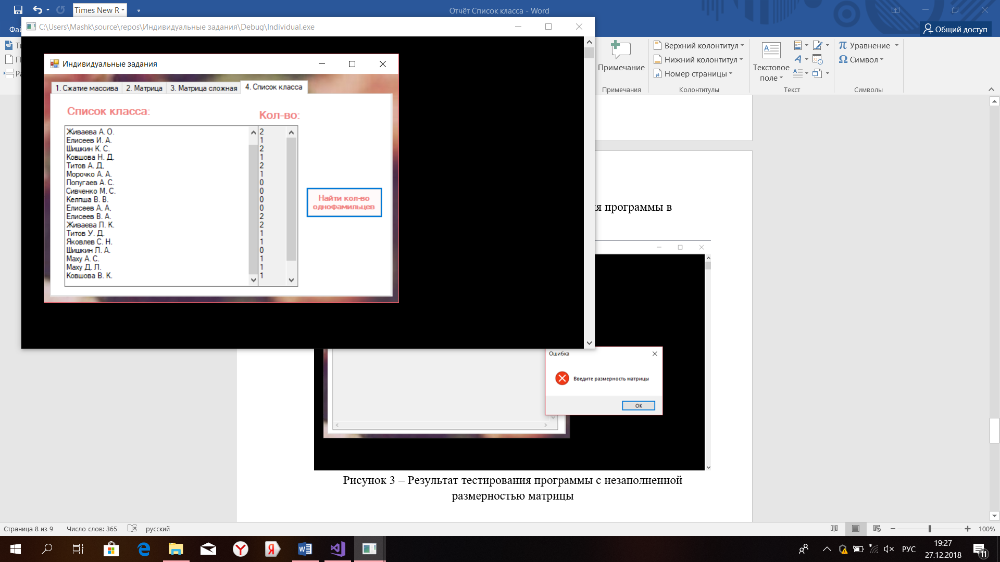 Times New R
Отчёт Список класса - Word
C:\Users\Mashk\source\repos\Индивидуальные задания\Debug\Individual.exe
Общий доступ
Индивидуальные задания
1. Сжатие массива
2. Матрица
3. Матрица сложная
4. Список класса
Список класса:
Кол-во:
Живаева А. О.
Елисеев И. А.
Шишкин К. С.
Ковшова Н. Д.
Титов А. Д,
Морочко А. А.
Попугаев А. С.
Сивченко М. С.
Келпша В. В.
Елисеев А, А,
Елисеев В. А.
Живаева Л. К.
Титов У. Д.
Яковлев С. Н.
Шишкин Л. А.
Маху А. С.
Маху Д. Л.
Ковшова В. К.
2
1
2
1
2
1
0
0
0
0
2
2
1
1
0
1
1
1
Найти кол-во
однофамильцев
Примечание
Примечания
Верхний колонтитул
Нижний колонтитул
Номер страницы
Колонтитулы
Текстовое
поле
Текст
Уравнение
Символ
Символы
программы в
Ошибка
Введите размерность матрицы
ОК
Рисунок 3 – Результат тестирования программы с незаполненной
размерностью матрицы
Страница 8 из 9
Число слов: 365
русский
100%
РУС
19:27
27.12.2018
11